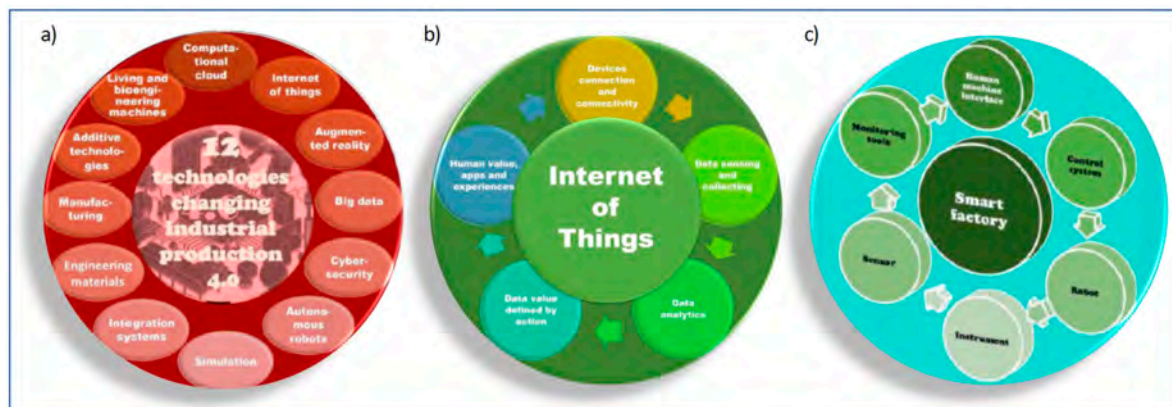 a)
12
technologies
changing
industrial
production
4.0
Computa-
tional
cloud
Internet
of things
Augmen-
ted reality
Big data
Cyber-
security
Autono-
mous
robots
Simulation
Integration
systems
Engineering
materials
Manufac-
turing
Additive
technolo-
gies
Living and
bioengi-
neering
machines
b)
Internet
of
Things
Devices
connection
and
connectivity
Data sensing
and
collecting
Data
analytics
Data value
defined by
action
Human value,
apps and
experiences
c)
Smart
factory
Human
machine
interface
Control
system
Robot
Instrument
Sensor
Monitoring
tools